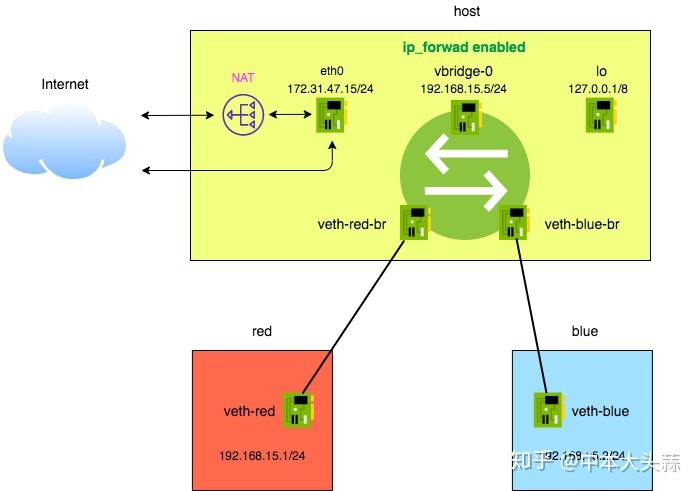 host
ip_forwad enabled
Internet
NAT
eth0
172.31.47.15/24
vbridge-0
192.168.15.5/24
lo
127.0.0.1/8
veth-red-br
veth-blue-br
red
blue
veth-red
veth-blue
192.168.15.1/24
192.168.15.2/24
知乎 @中本大头蒜